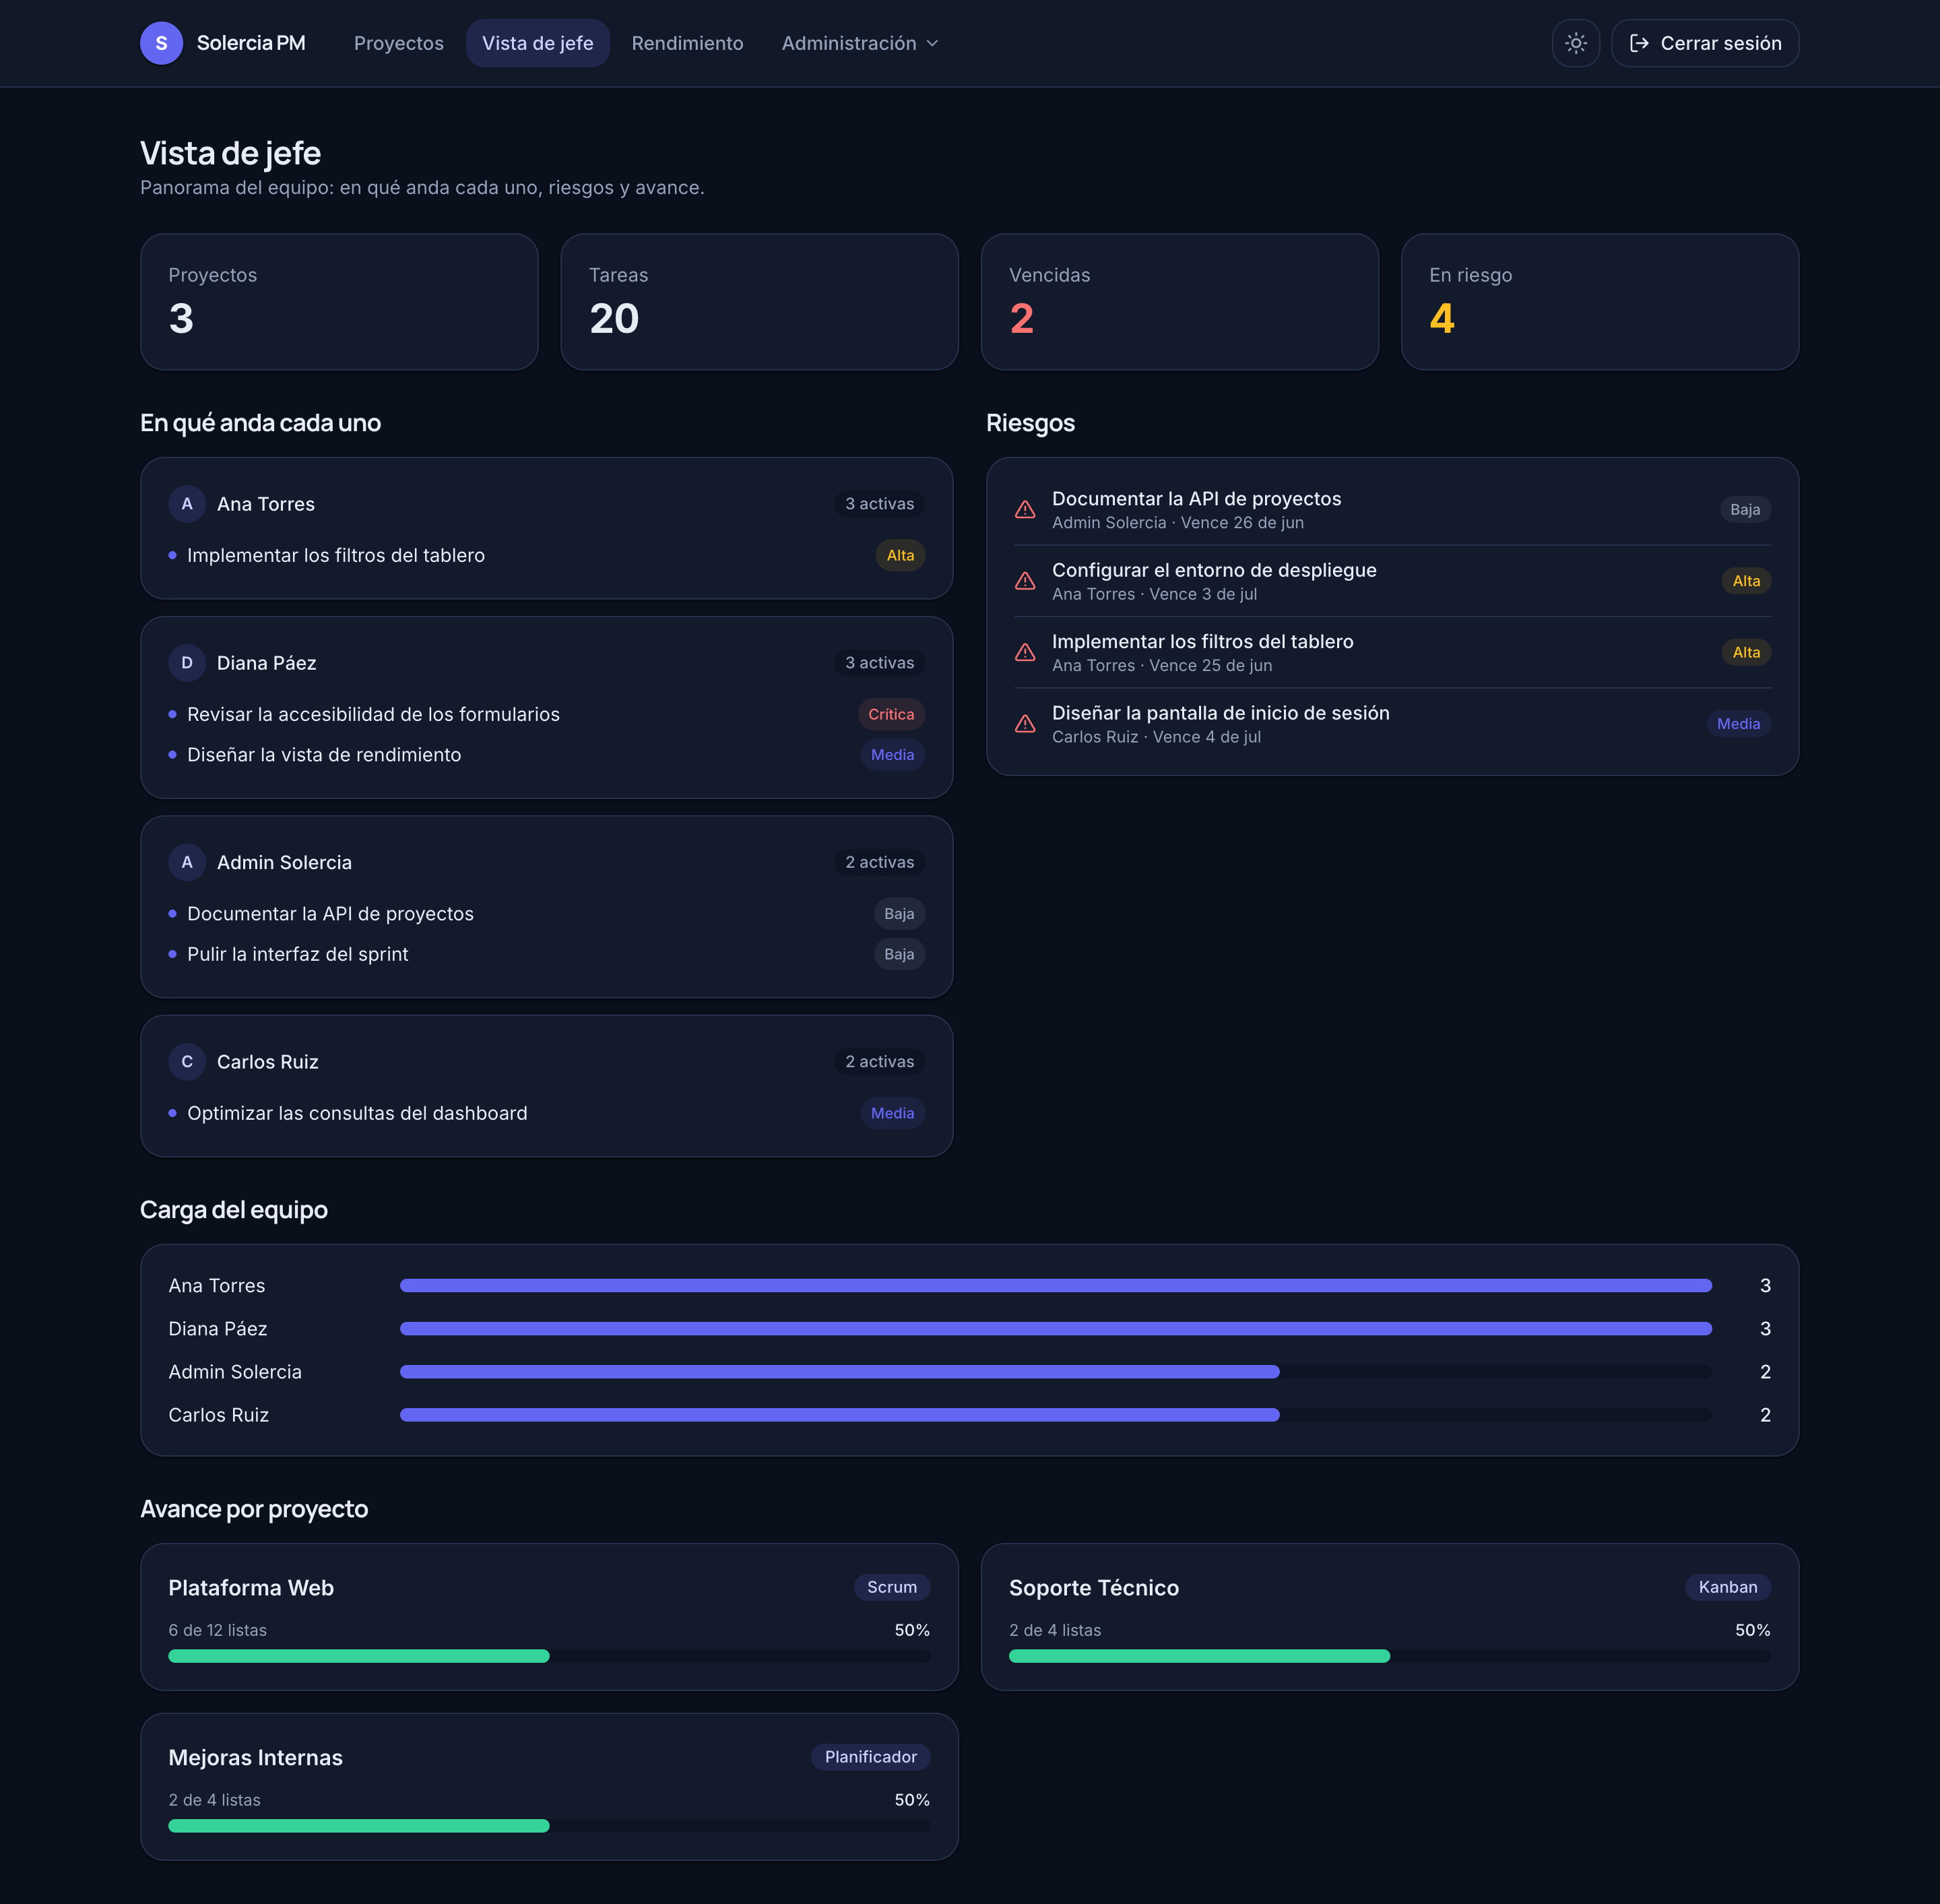 S Solercia PM Proyectos Vista de jefe Rendimiento Administración Cerrar sesión
Vista de jefe
Panorama del equipo: en qué anda cada uno, riesgos y avance.
Proyectos
3
Tareas
20
Vencidas
2
En riesgo
4
En qué anda cada uno
A Ana Torres 3 activas
Implementar los filtros del tablero Alta
D Diana Páez 3 activas
Revisar la accesibilidad de los formularios Crítica
Diseñar la vista de rendimiento Media
A Admin Solercia 2 activas
Documentar la API de proyectos Baja
Pulir la interfaz del sprint Baja
C Carlos Ruiz 2 activas
Optimizar las consultas del dashboard Media
Riesgos
Documentar la API de proyectos Baja
Admin Solercia · Vence 26 de jun
Configurar el entorno de despliegue Alta
Ana Torres · Vence 3 de jul
Implementar los filtros del tablero Alta
Ana Torres · Vence 25 de jun
Diseñar la pantalla de inicio de sesión Media
Carlos Ruiz · Vence 4 de jul
Carga del equipo
Ana Torres 3
Diana Páez 3
Admin Solercia 2
Carlos Ruiz 2
Avance por proyecto
Plataforma Web Scrum
6 de 12 listas 50%
Soporte Técnico Kanban
2 de 4 listas 50%
Mejoras Internas Planificador
2 de 4 listas 50%